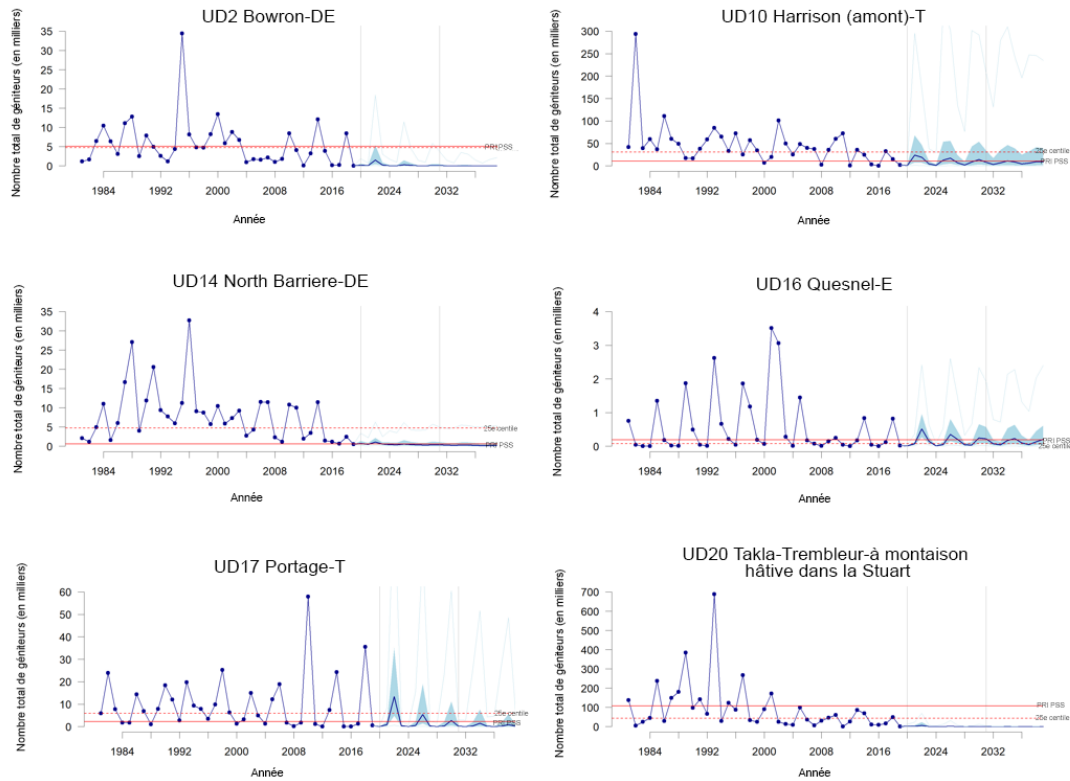 UD2 Bowron-DE
Nombre total de géniteurs (en milliers)
35
30
25
20
15
10
5
0
PRI PSS
1984 1992 2000 2008 2016 2024 2032
Année
UD10 Harrison (amont)-T
Nombre total de géniteurs (en milliers)
300
250
200
150
100
50
0
25e centile
PRI PSS
1984 1992 2000 2008 2016 2024 2032
Année
UD14 North Barriere-DE
Nombre total de géniteurs (en milliers)
35
30
25
20
15
10
5
0
25e centile
PRI PSS
1984 1992 2000 2008 2016 2024 2032
Année
UD16 Quesnel-E
Nombre total de géniteurs (en milliers)
4
3
2
1
0
PRI PSS
25e centile
1984 1992 2000 2008 2016 2024 2032
Année
UD17 Portage-T
Nombre total de géniteurs (en milliers)
60
50
40
30
20
10
0
25e centile
PRI PSS
1984 1992 2000 2008 2016 2024 2032
Année
UD20 Takla-Trembleur-à montaison
hâtive dans la Stuart
Nombre total de géniteurs (en milliers)
700
600
500
400
300
200
100
0
PRI PSS
25e centile
1984 1992 2000 2008 2016 2024 2032
Année